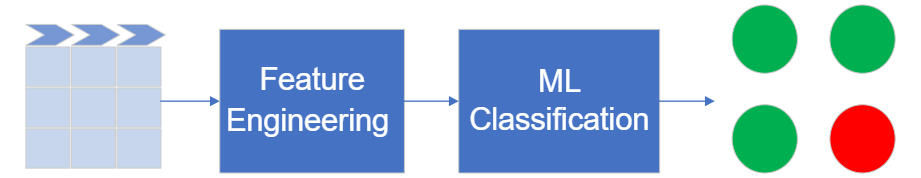 Feature
Engineering
ML
Classification